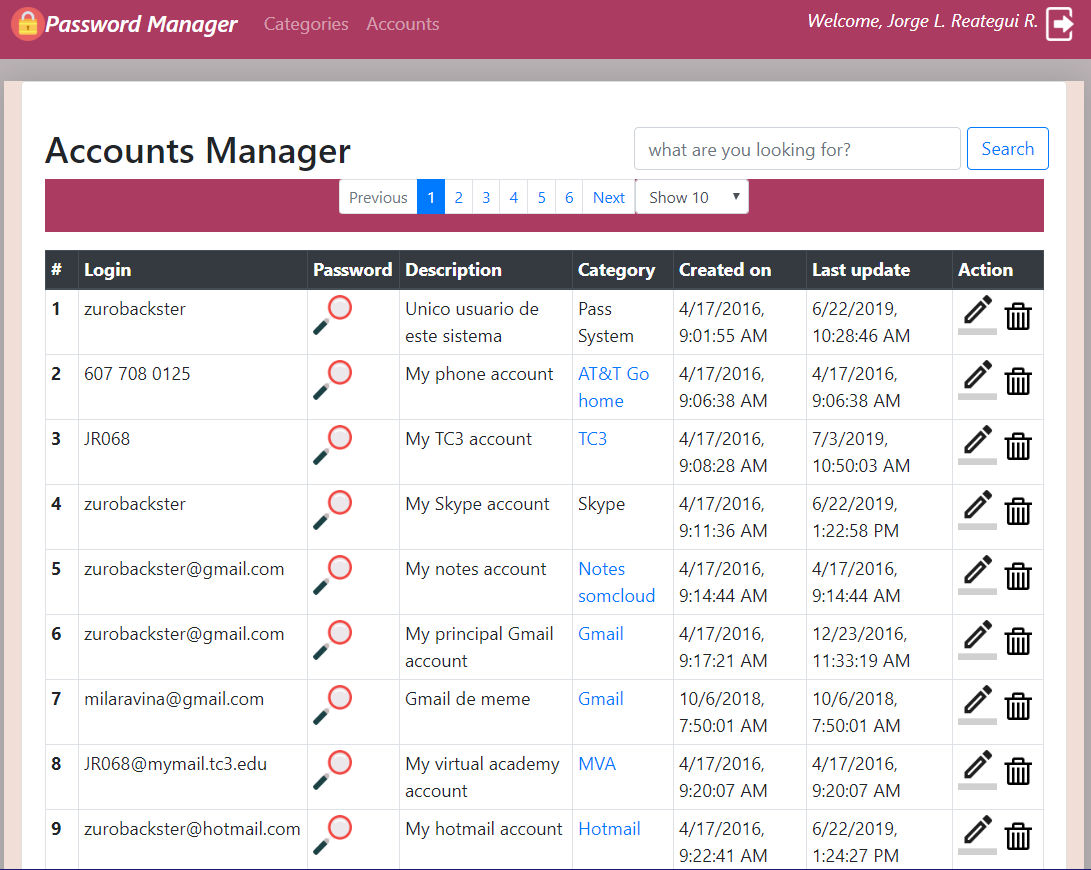 Password Manager Categories Accounts Welcome, Jorge L. Reategui R.
Accounts Manager what are you looking for? Search
Previous 1 2 3 4 5 6 Next Show 10
# Login Password Description Category Created on Last update Action
1 zurobackster Unico usuario de Pass 4/17/2016, 6/22/2019,
este sistema System 9:01:55 AM 10:28:46 AM
2 607 708 0125 My phone account AT&T Go 4/17/2016, 4/17/2016,
home 9:06:38 AM 9:06:38 AM
3 JR068 My TC3 account TC3 4/17/2016, 7/3/2019,
9:08:28 AM 10:50:03 AM
4 zurobackster My Skype account Skype 4/17/2016, 6/22/2019,
9:11:36 AM 1:22:58 PM
5 zurobackster@gmail.com My notes account Notes 4/17/2016, 4/17/2016,
somcloud 9:14:44 AM 9:14:44 AM
6 zurobackster@gmail.com My principal Gmail Gmail 4/17/2016, 12/23/2016,
account 9:17:21 AM 11:33:19 AM
7 milaravina@gmail.com Gmail de meme Gmail 10/6/2018, 10/6/2018,
7:50:01 AM 7:50:01 AM
8 JR068@mymail.tc3.edu My virtual academy MVA 4/17/2016, 4/17/2016,
account 9:20:07 AM 9:20:07 AM
9 zurobackster@hotmail.com My hotmail account Hotmail 4/17/2016, 6/22/2019,
9:22:41 AM 1:24:27 PM